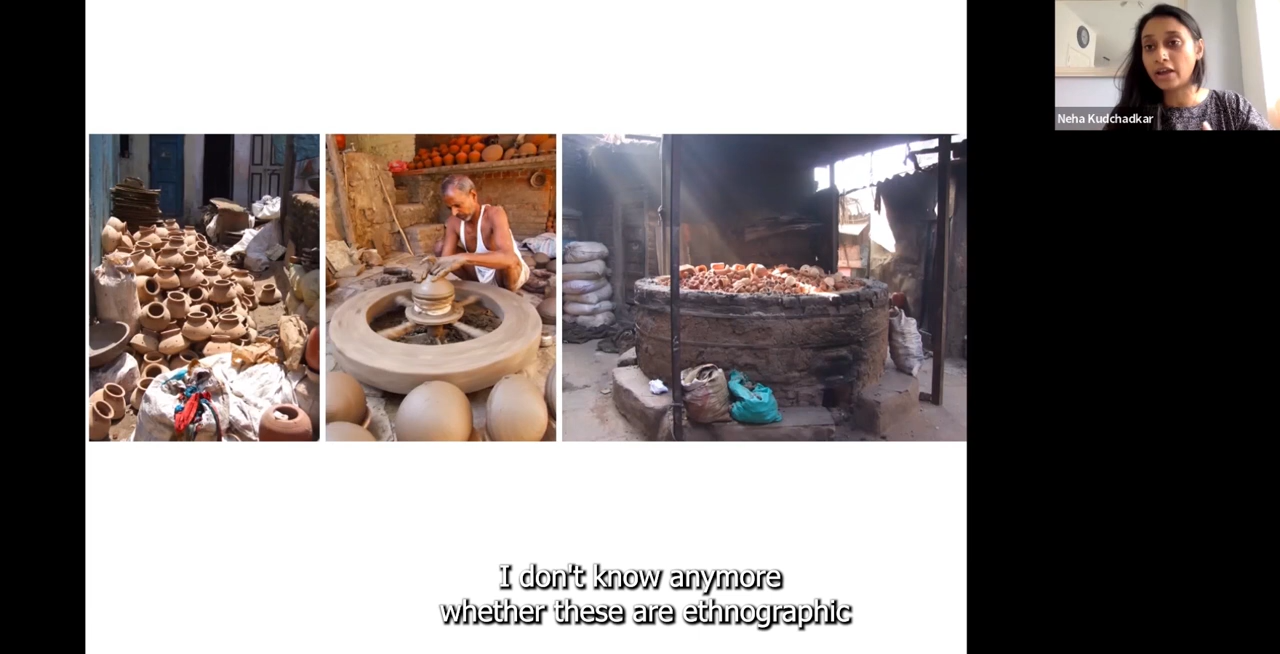 Neha Kudchadkar
I don't know anymore
whether these are ethnographic